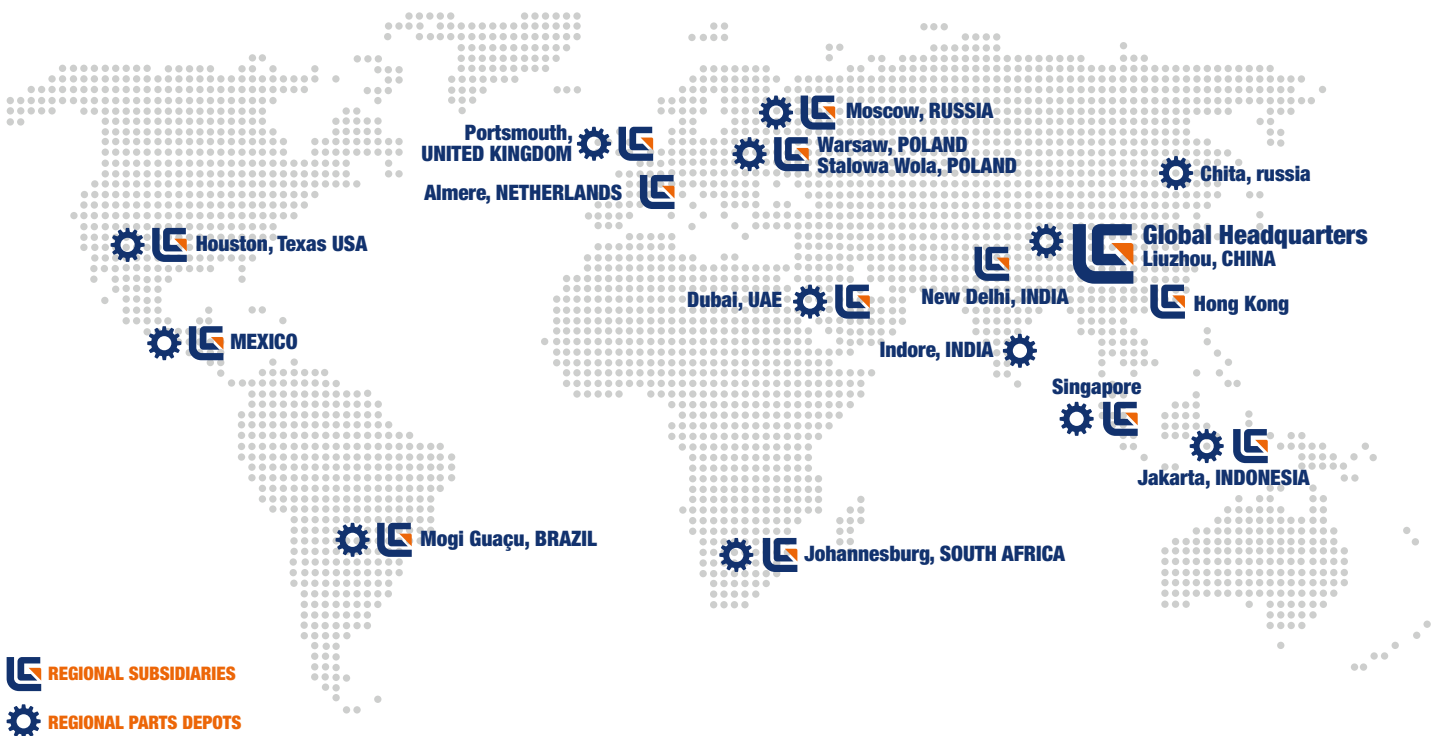 Moscow, RUSSIA
Portsmouth,
UNITED KINGDOM
Warsaw, POLAND
Stalowa Wola, POLAND
Almere, NETHERLANDS
Chita, russia
Houston, Texas USA
Global Headquarters
Liuzhou, CHINA
New Delhi, INDIA
Dubai, UAE
Hong Kong
MEXICO
Indore, INDIA
Singapore
Jakarta, INDONESIA
Mogi Guaçu, BRAZIL
Johannesburg, SOUTH AFRICA
REGIONAL SUBSIDIARIES
REGIONAL PARTS DEPOTS